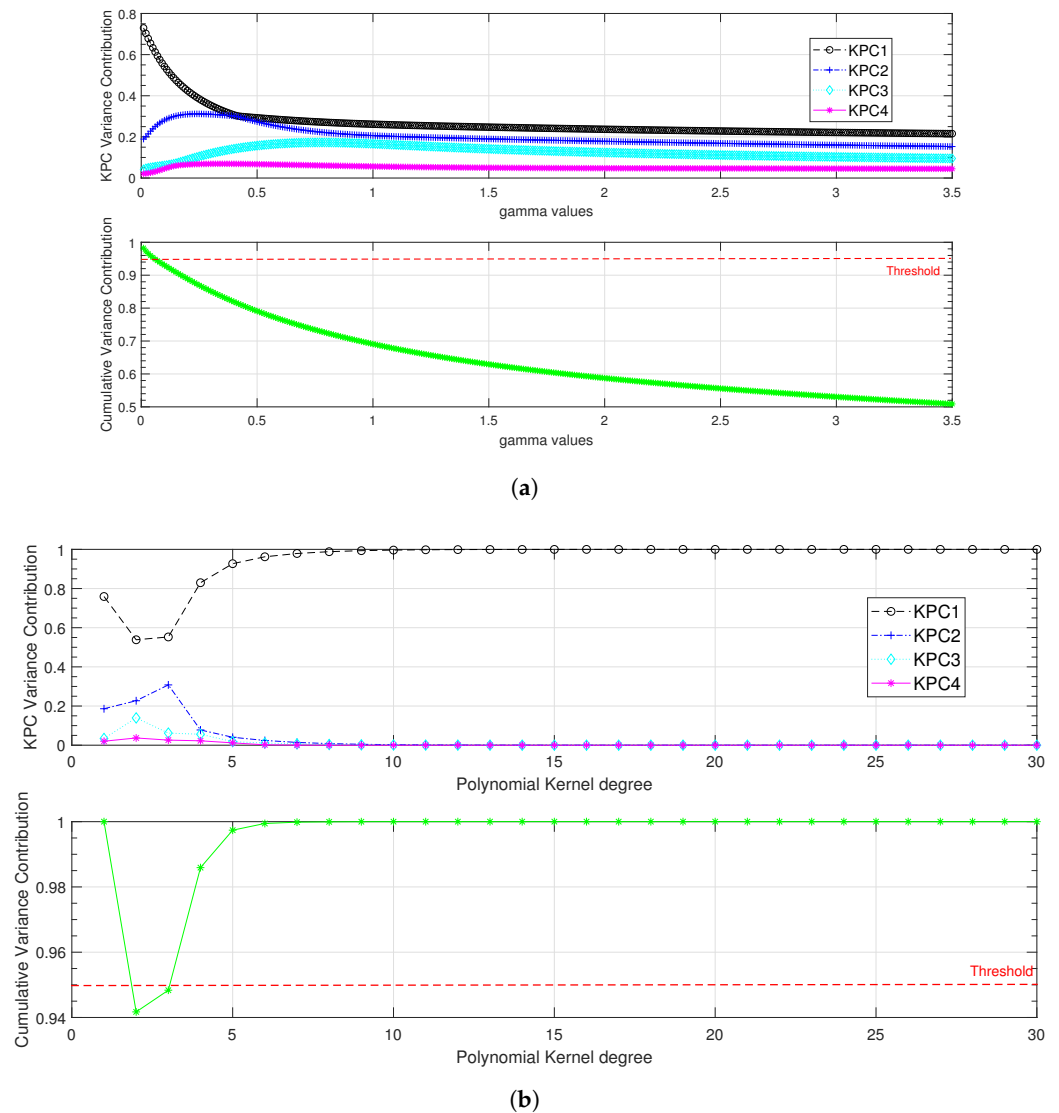 KPC Variance Contribution
0.8
0.6
0.4
0.2
0
KPC1
KPC2
KPC3
KPC4
0 0.5 1 1.5 2 2.5 3 3.5
gamma values
Cumulative Variance Contribution
1
0.9
0.8
0.7
0.6
0.5
Threshold
0 0.5 1 1.5 2 2.5 3 3.5
gamma values
(a)
KPC Variance Contribution
1
0.8
0.6
0.4
0.2
0
KPC1
KPC2
KPC3
KPC4
0 5 10 15 20 25 30
Polynomial Kernel degree
Cumulative Variance Contribution
1
0.98
0.96
0.94
Threshold
0 5 10 15 20 25 30
Polynomial Kernel degree
(b)